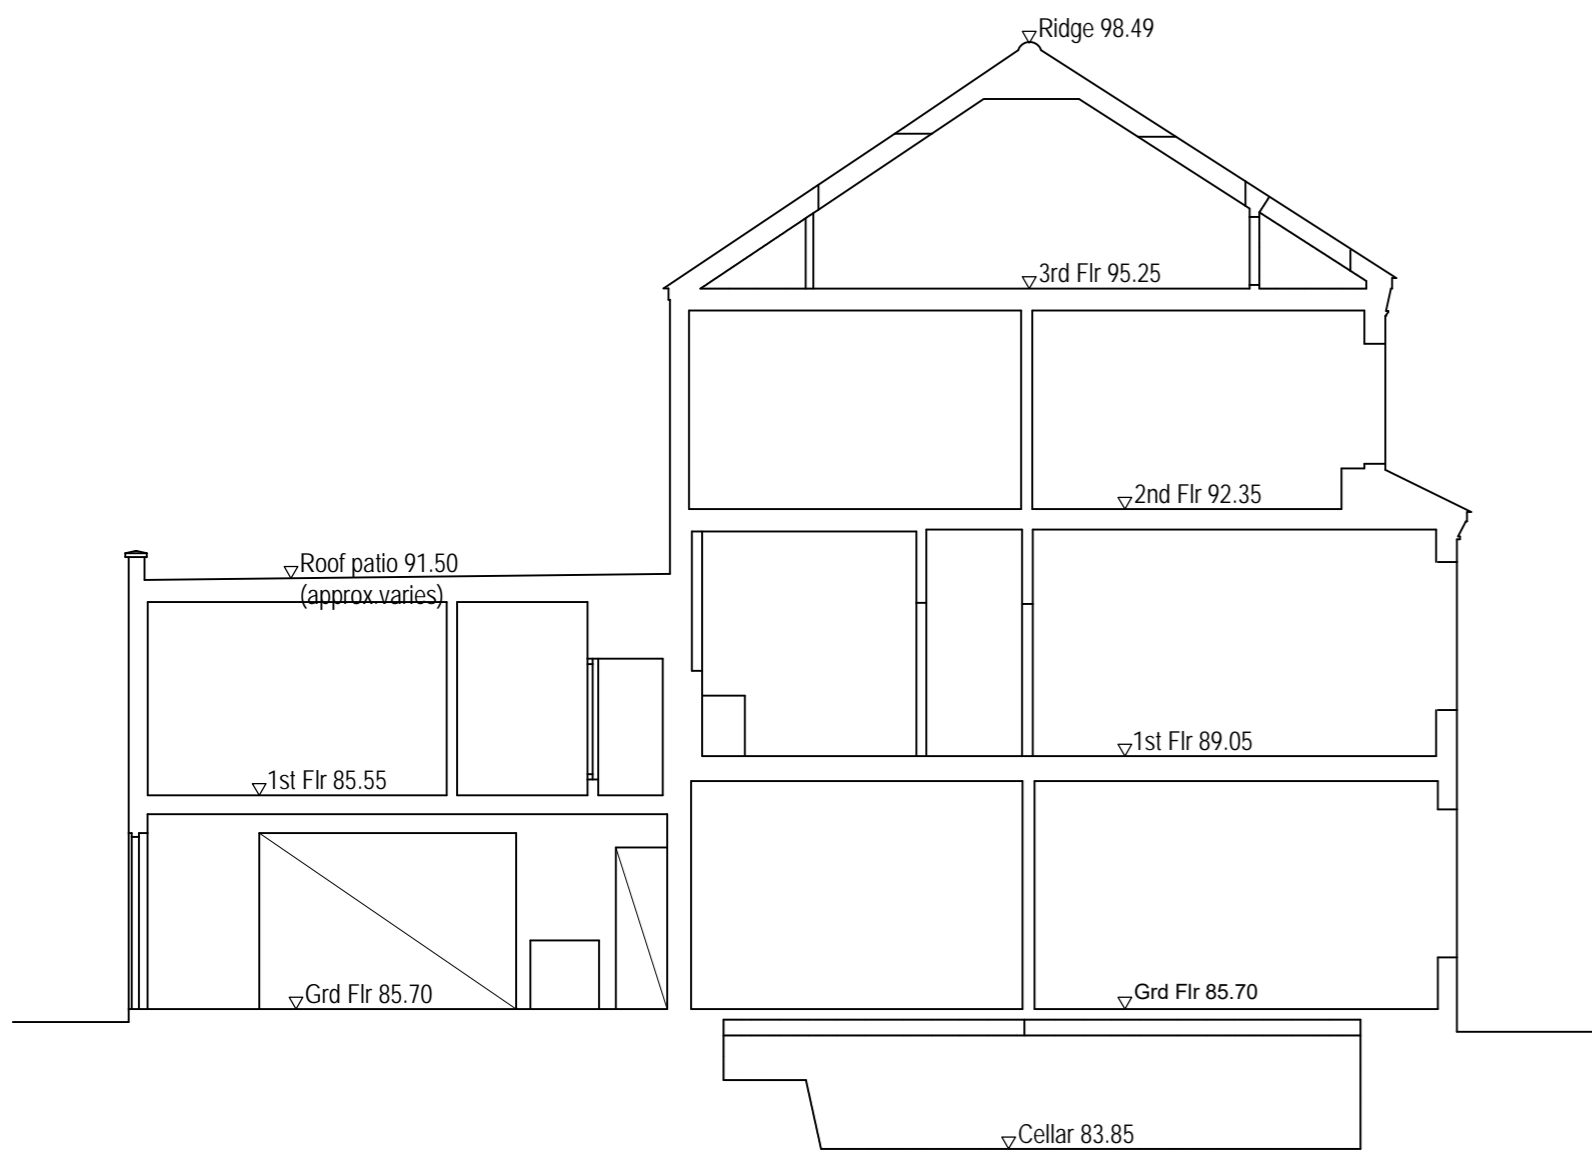 Ridge 98.49
3rd Flr 95.25
2nd Flr 92.35
Roof patio 91.50
(approx.varies)
1st Flr 89.05
1st Flr 85.55
Grd Flr 85.70
Grd Flr 85.70
Cellar 83.85